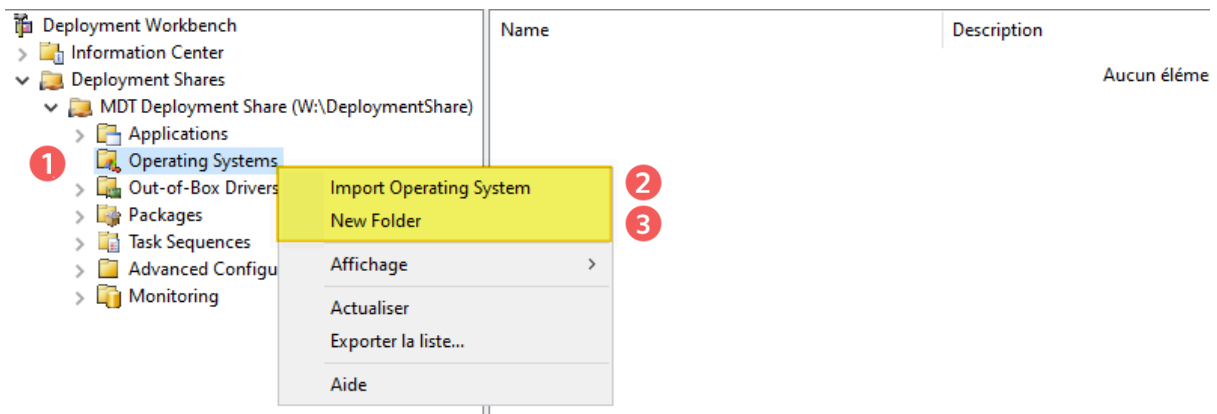 Deployment Workbench
Name
Description
Information Center
Deployment Shares
Aucun éléme
MDT Deployment Share (W:\DeploymentShare)
Applications
1
Operating Systems
Out-of-Box Drivers
Import Operating System
2
Packages
New Folder
3
Task Sequences
Advanced Configu
Affichage
Monitoring
Actualiser
Exporter la liste...
Aide